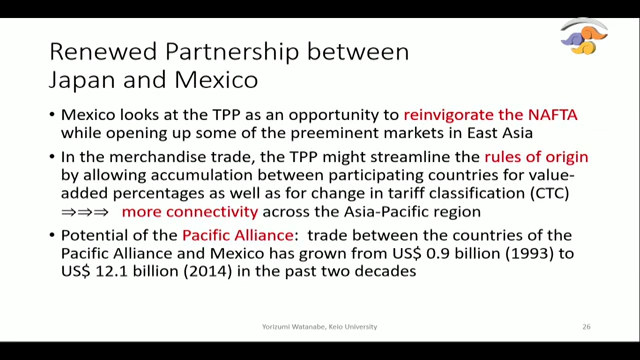 Renewed Partnership between
Japan and Mexico
• Mexico looks at the TPP as an opportunity to reinvigorate the NAFTA
while opening up some of the preeminent markets in East Asia
• In the merchandise trade, the TPP might streamline the rules of origin
by allowing accumulation between participating countries for value-
added percentages as well as for change in tariff classification (CTC)
⇒⇒⇒ more connectivity across the Asia-Pacific region
• Potential of the Pacific Alliance: trade between the countries of the
Pacific Alliance and Mexico has grown from US$ 0.9 billion (1993) to
US$ 12.1 billion (2014) in the past two decades
Yorizumi Watanabe, Keio University
26